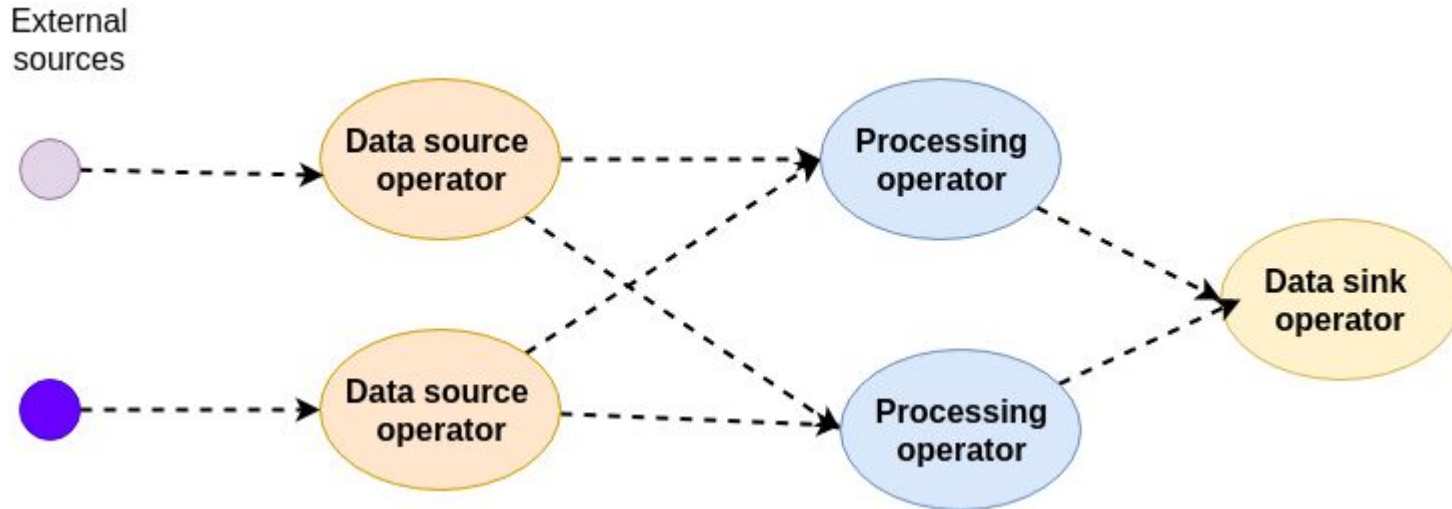 External
sources
Data source
operator
Processing
operator
Data sink
operator
Data source
operator
Processing
operator